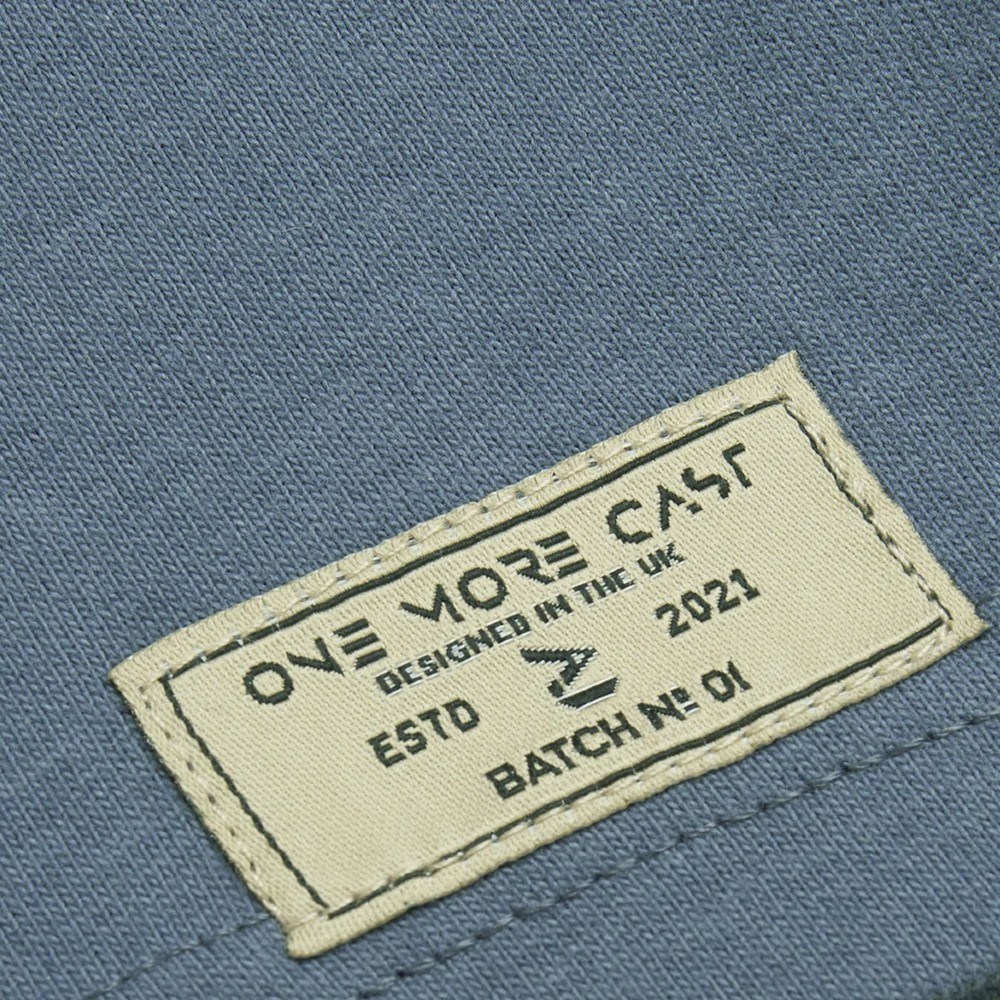 ONE MORE CAST
DESIGNED IN THE UK
ESTD 2021
BATCH Nº 01